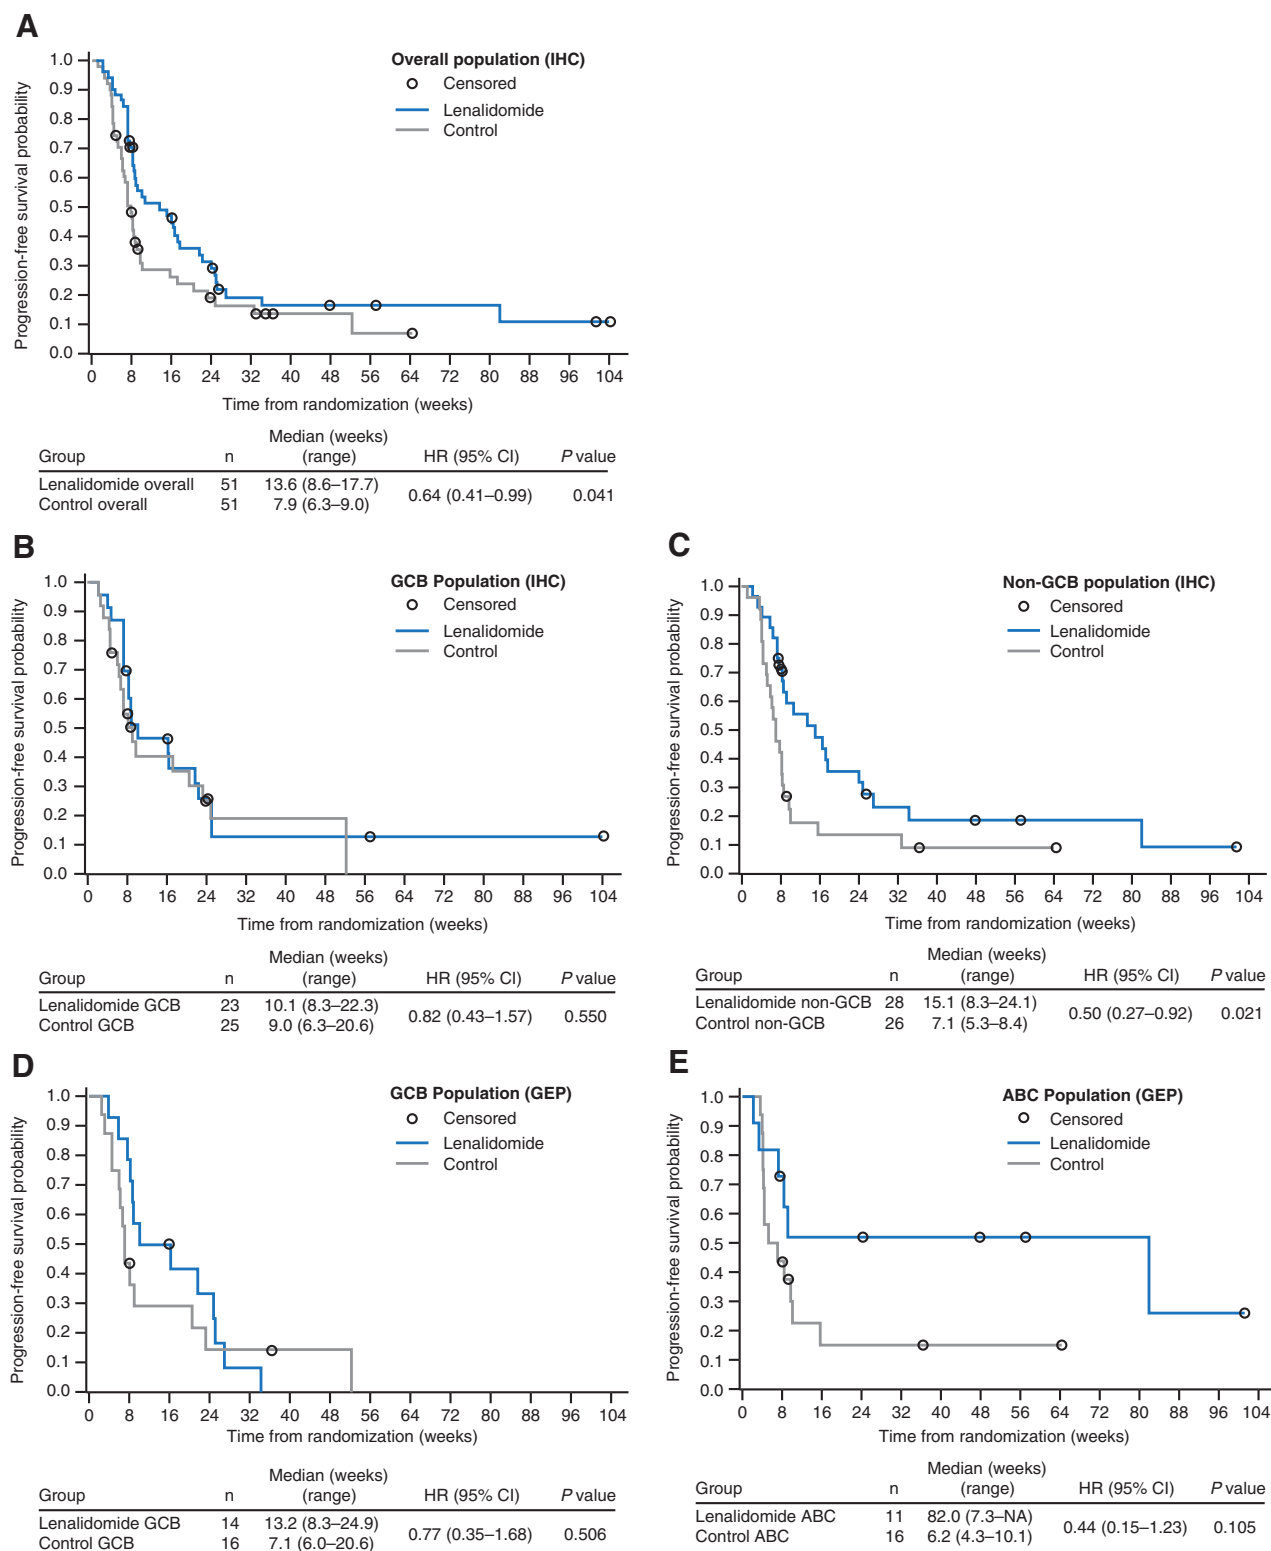 A
Overall population (IHC)
Censored
Lenalidomide
Control
Progression-free survival probability
1.0
0.9
0.8
0.7
0.6
0.5
0.4
0.3
0.2
0.1
0.0
0 8 16 24 32 40 48 56 64 72 80 88 96 104
Time from randomization (weeks)
Median (weeks)
Group n (range) HR (95% CI) P value
Lenalidomide overall 51 13.6 (8.6–17.7)
0.64 (0.41–0.99) 0.041
Control overall 51 7.9 (6.3–9.0)
B
GCB Population (IHC)
Censored
Lenalidomide
Control
Progression-free survival probability
1.0
0.9
0.8
0.7
0.6
0.5
0.4
0.3
0.2
0.1
0.0
0 8 16 24 32 40 48 56 64 72 80 88 96 104
Time from randomization (weeks)
Median (weeks)
Group n (range) HR (95% CI) P value
Lenalidomide GCB 23 10.1 (8.3–22.3)
0.82 (0.43–1.57) 0.550
Control GCB 25 9.0 (6.3–20.6)
C
Non-GCB population (IHC)
Censored
Lenalidomide
Control
Progression-free survival probability
1.0
0.9
0.8
0.7
0.6
0.5
0.4
0.3
0.2
0.1
0.0
0 8 16 24 32 40 48 56 64 72 80 88 96 104
Time from randomization (weeks)
Median (weeks)
Group n (range) HR (95% CI) P value
Lenalidomide non-GCB 28 15.1 (8.3–24.1)
0.50 (0.27–0.92) 0.021
Control non-GCB 26 7.1 (5.3–8.4)
D
GCB Population (GEP)
Censored
Lenalidomide
Control
Progression-free survival probability
1.0
0.9
0.8
0.7
0.6
0.5
0.4
0.3
0.2
0.1
0.0
0 8 16 24 32 40 48 56 64 72 80 88 96 104
Time from randomization (weeks)
Median (weeks)
Group n (range) HR (95% CI) P value
Lenalidomide GCB 14 13.2 (8.3–24.9)
0.77 (0.35–1.68) 0.506
Control GCB 16 7.1 (6.0–20.6)
E
ABC Population (GEP)
Censored
Lenalidomide
Control
Progression-free survival probability
1.0
0.9
0.8
0.7
0.6
0.5
0.4
0.3
0.2
0.1
0.0
0 8 16 24 32 40 48 56 64 72 80 88 96 104
Time from randomization (weeks)
Median (weeks)
Group n (range) HR (95% CI) P value
Lenalidomide ABC 11 82.0 (7.3–NA)
0.44 (0.15–1.23) 0.105
Control ABC 16 6.2 (4.3–10.1)